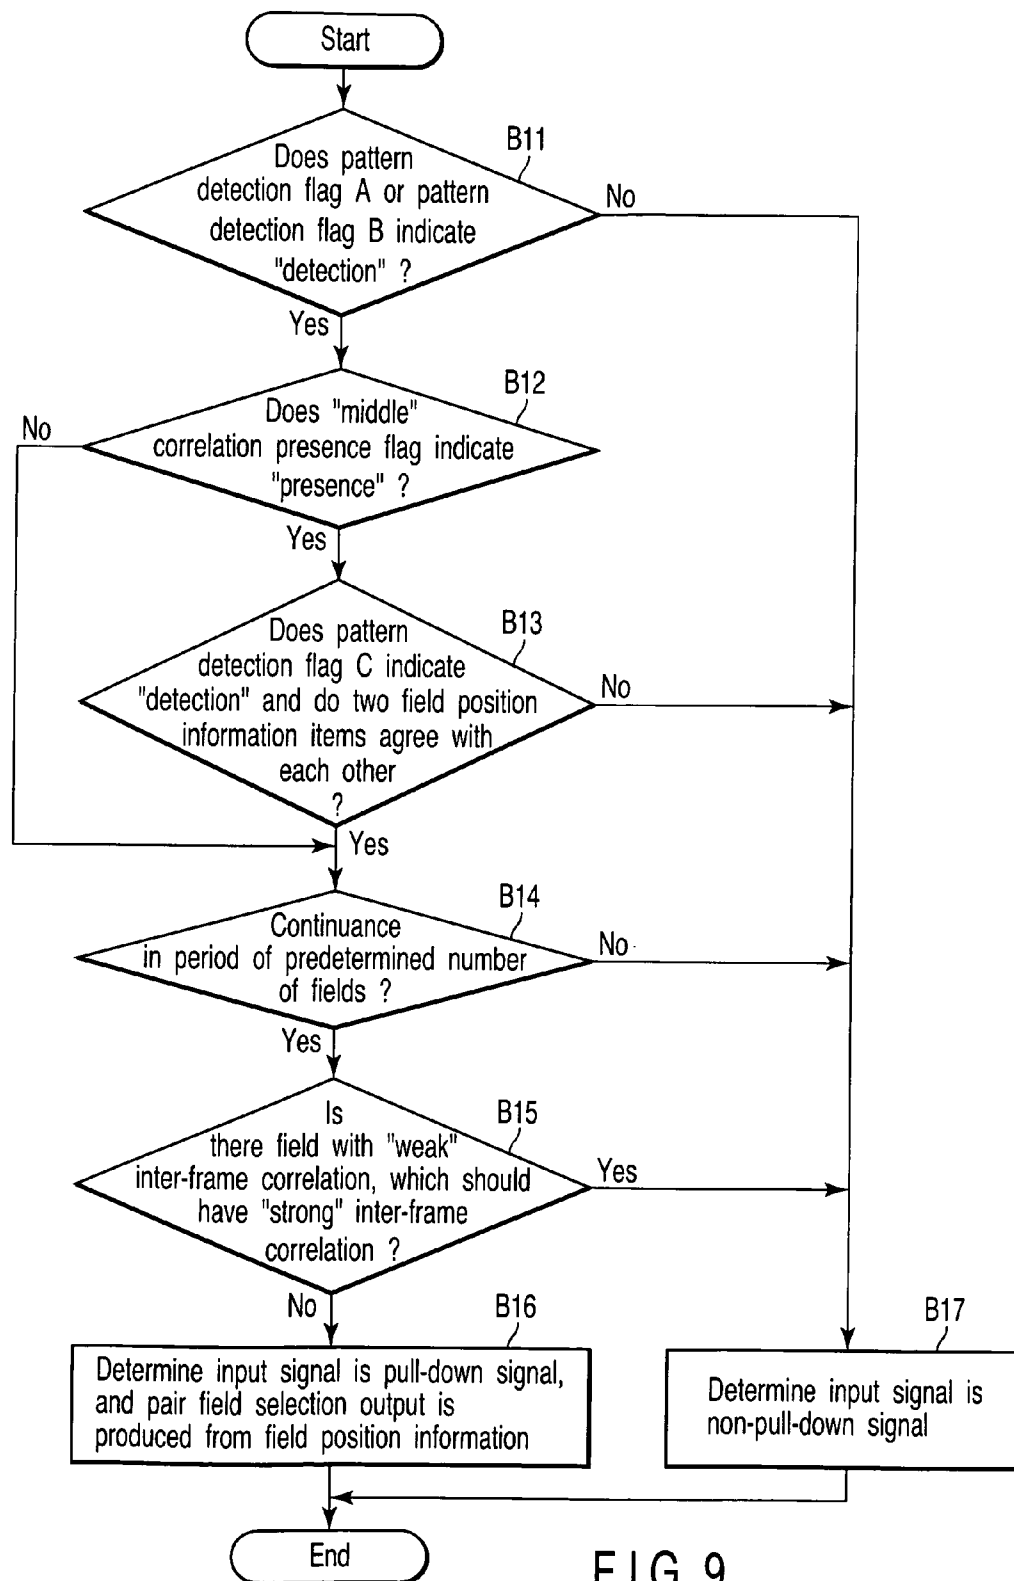 Start
B11
Does pattern
detection flag A or pattern
detection flag B indicate
"detection" ?
No
Yes
B12
Does "middle"
correlation presence flag indicate
"presence" ?
No
Yes
B13
Does pattern
detection flag C indicate
"detection" and do two field position
information items agree with
each other
?
No
Yes
B14
Continuance
in period of predetermined number
of fields ?
No
Yes
B15
Is
there field with "weak"
inter-frame correlation, which should
have "strong" inter-frame
correlation ?
Yes
No
B16
Determine input signal is pull-down signal,
and pair field selection output is
produced from field position information
B17
Determine input signal is
non-pull-down signal
End
FIG. 9